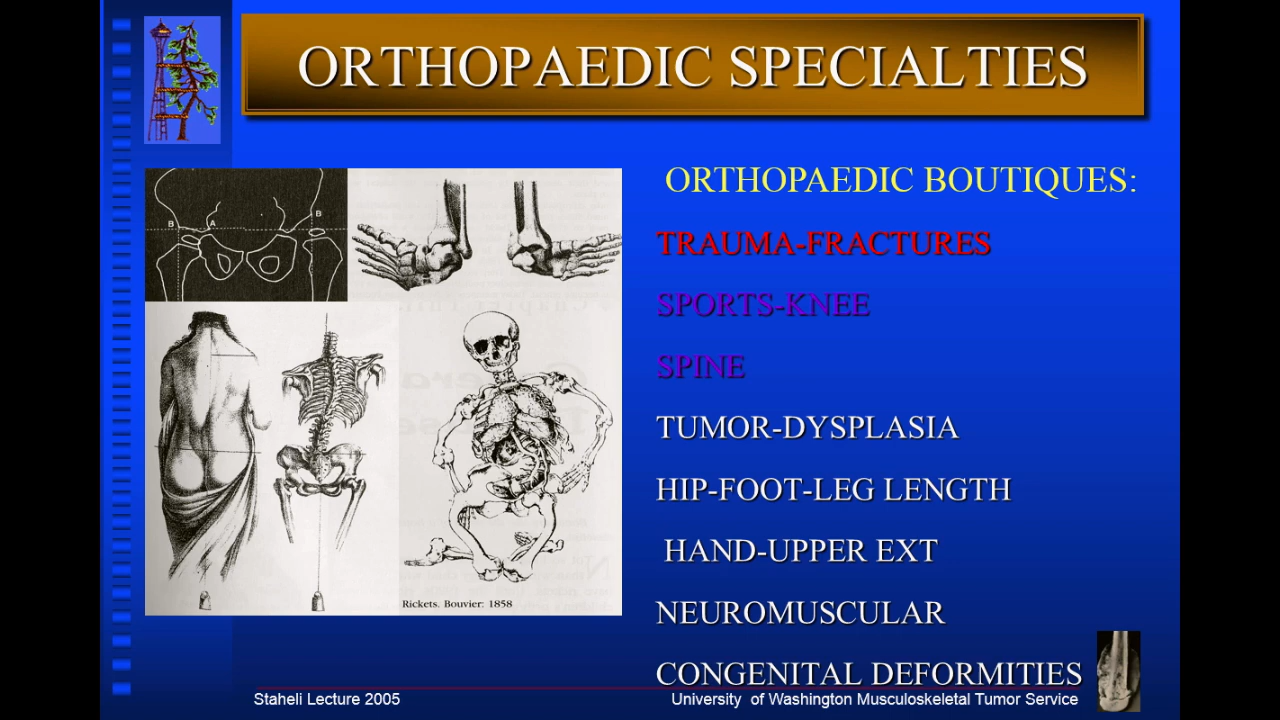 ORTHOPAEDIC SPECIALTIES
ORTHOPAEDIC BOUTIQUES:
TRAUMA-FRACTURES
SPORTS-KNEE
SPINE
TUMOR-DYSPLASIA
HIP-FOOT-LEG LENGTH
HAND-UPPER EXT
NEUROMUSCULAR
CONGENITAL DEFORMITIES
B A B
Rickets. Bouvier: 1858
Staheli Lecture 2005
University of Washington Musculoskeletal Tumor Service